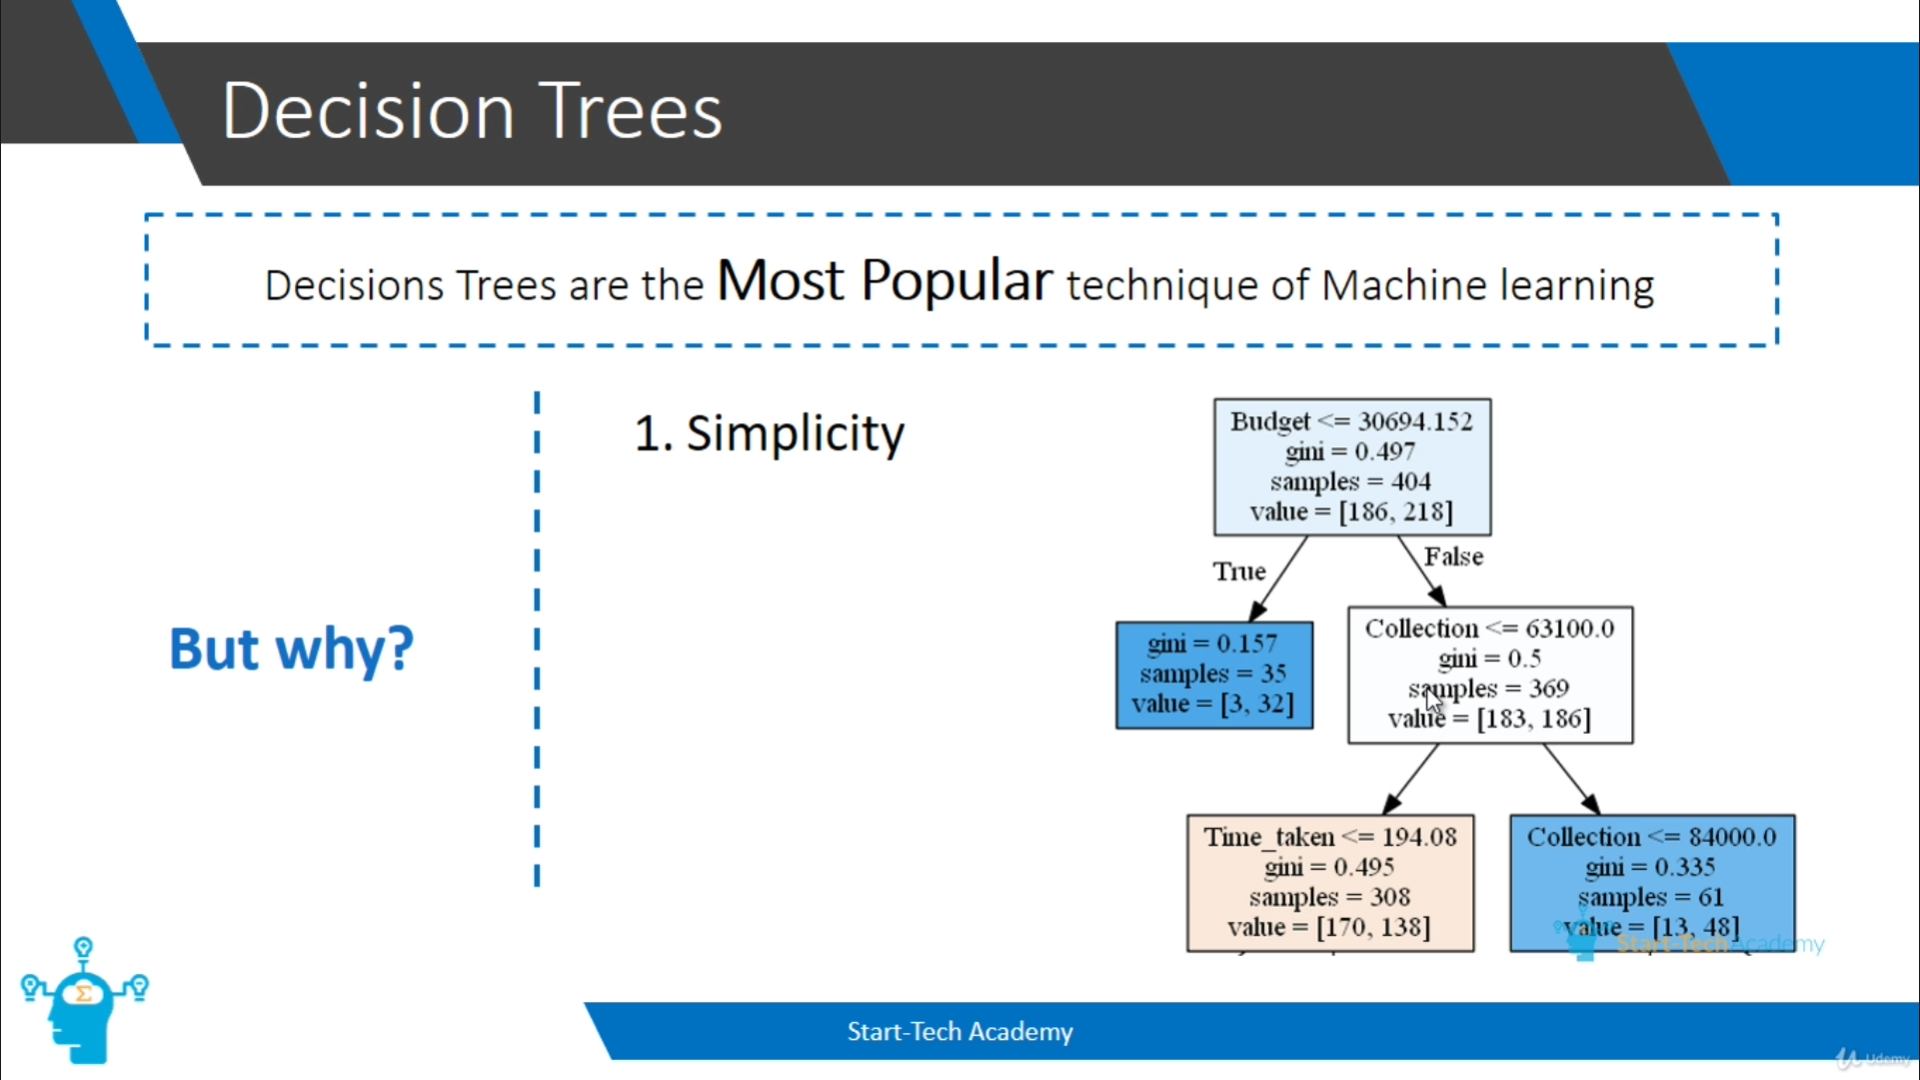 Decision Trees
Decisions Trees are the Most Popular technique of Machine learning
But why?
1. Simplicity
Budget <= 30694.152
gini = 0.497
samples = 404
value = [186, 218]
True
False
gini = 0.157
samples = 35
value = [3, 32]
Collection <= 63100.0
gini = 0.5
samples = 369
value = [183, 186]
Time_taken <= 194.08
gini = 0.495
samples = 308
value = [170, 138]
Collection <= 84000.0
gini = 0.335
samples = 61
value = [13, 48]
Start-Tech Academy
Σ
Start-Tech Academy
Udemy